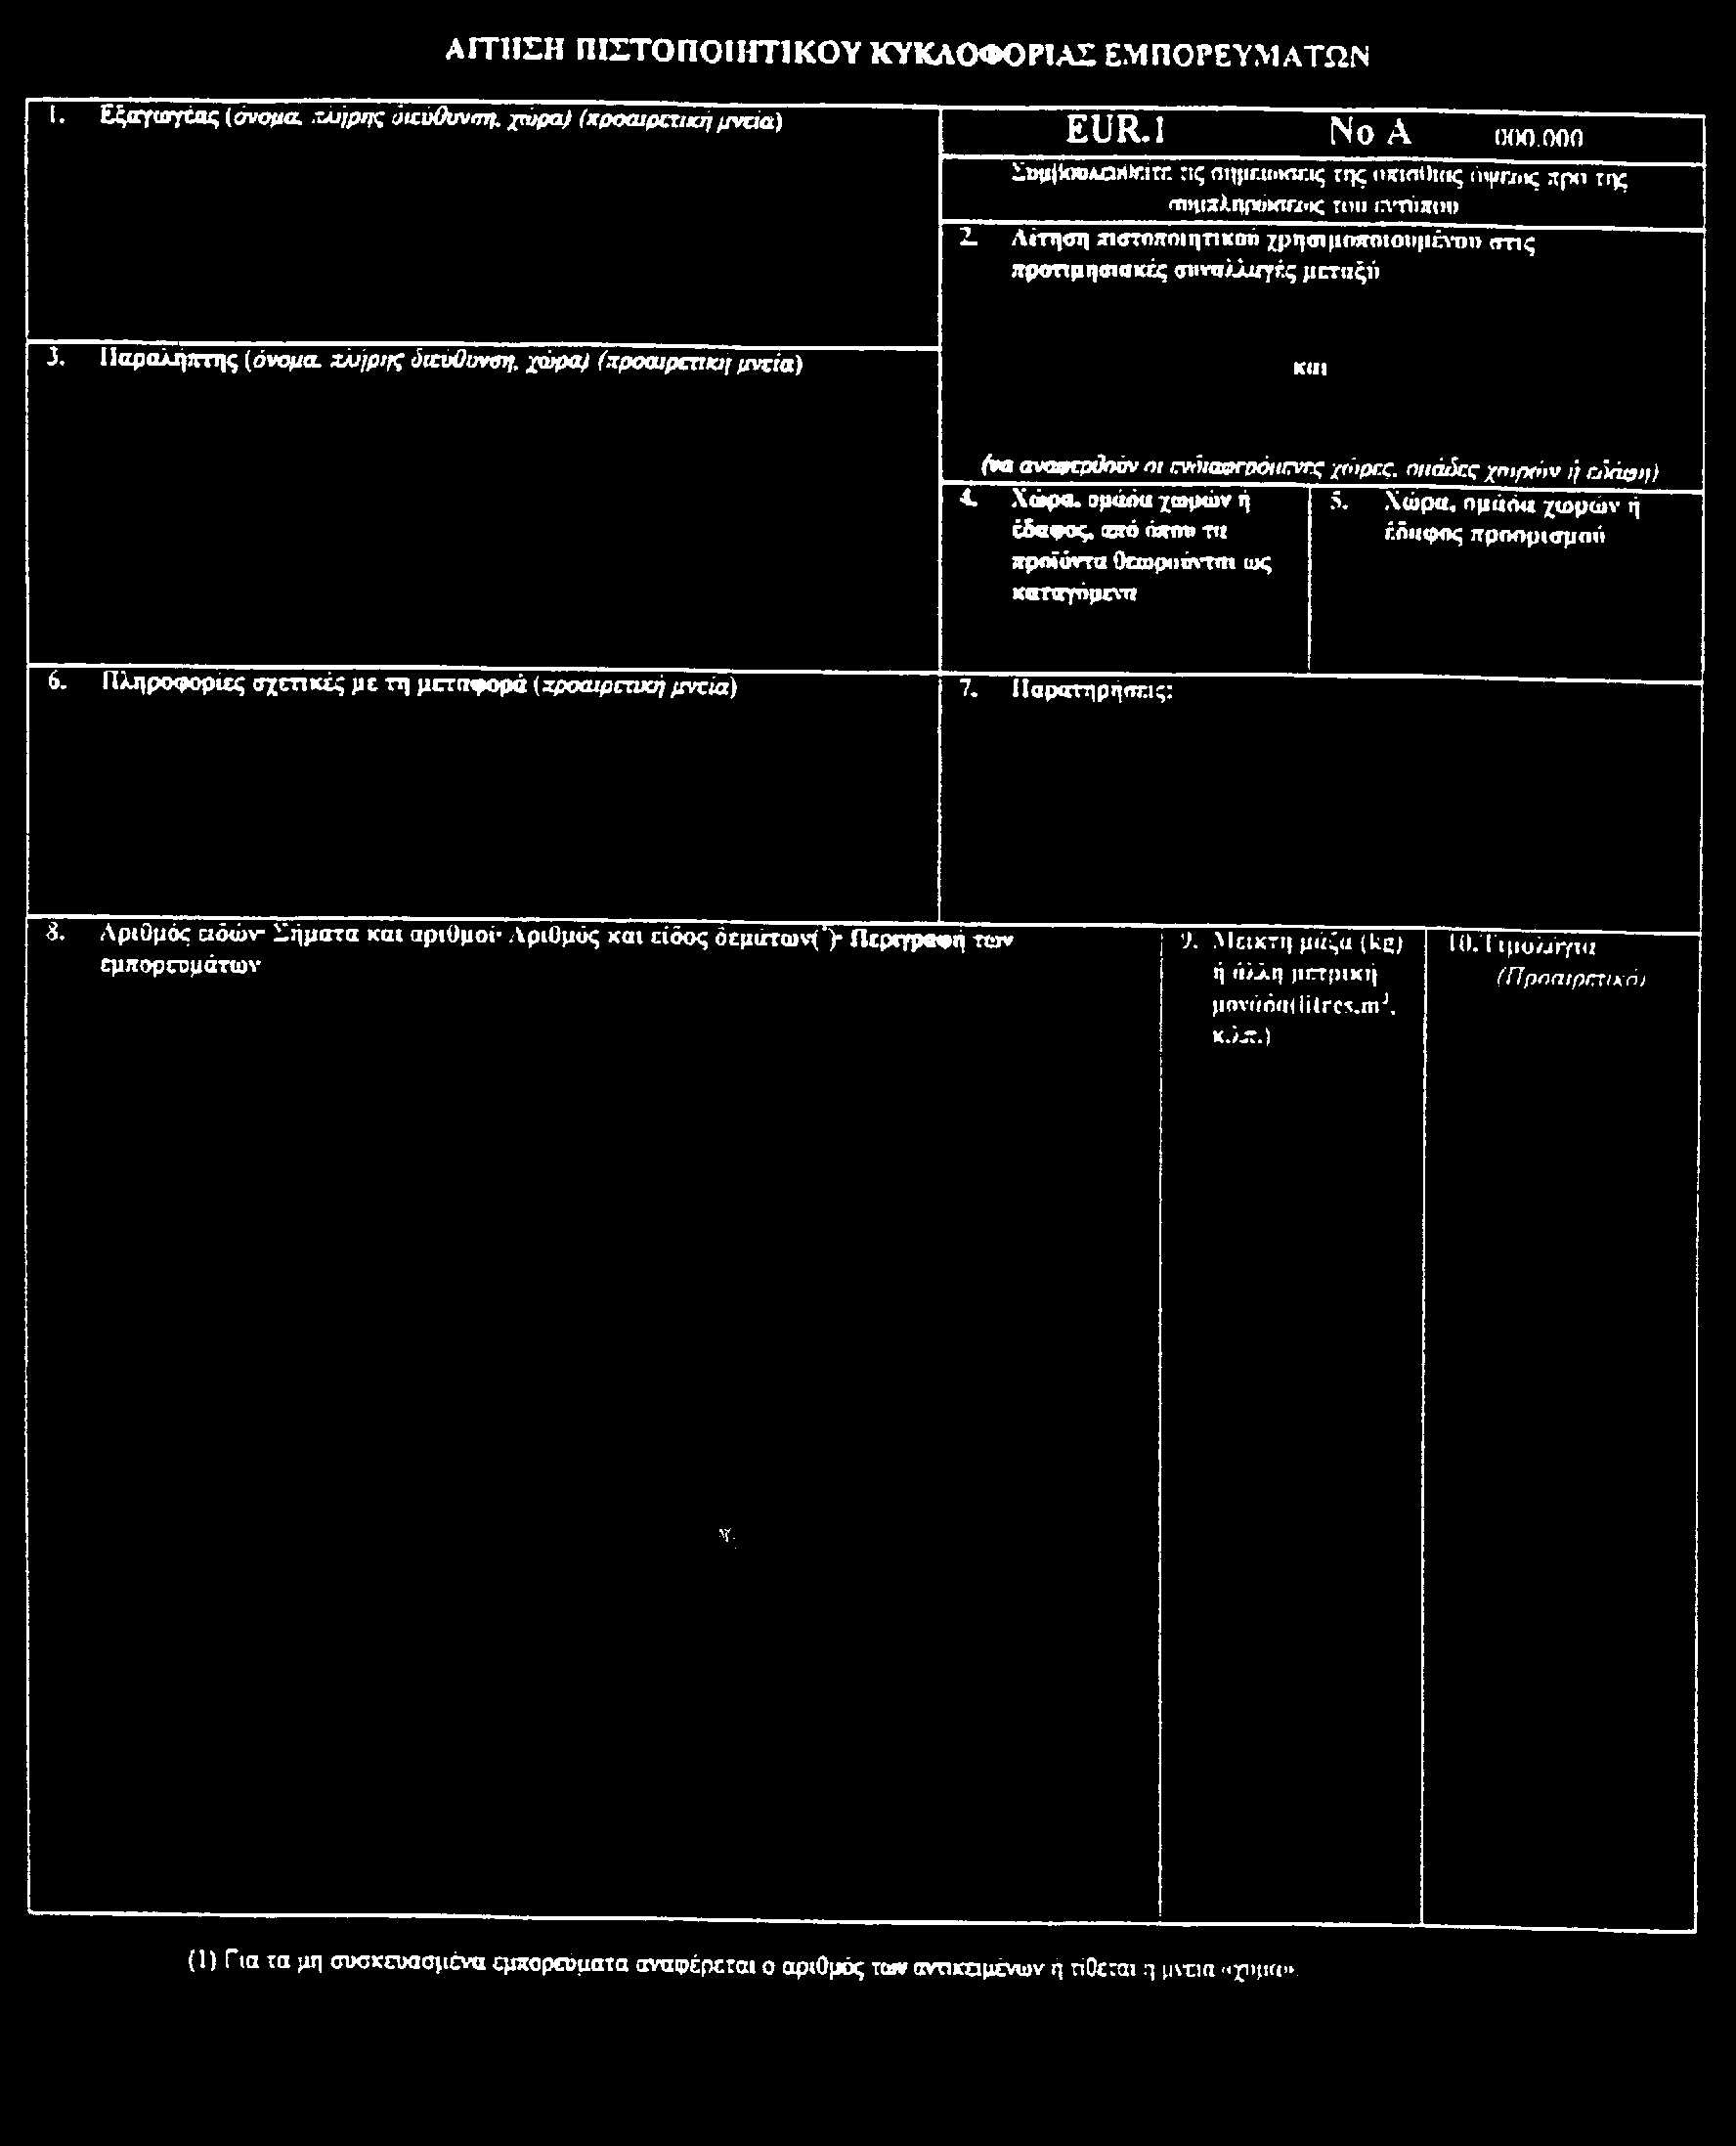 ΑΙΤΗΣΗ ΠΙΣΤΟΠΟΙΗΤΙΚΟΥ ΚΥΚΛΟΦΟΡΙΑΣ ΕΜΠΟΡΕΥΜΑΤΩΝ
1. Εξαγωγέας (όνομα, πλήρης διεύθυνση, χώρα) (προαιρετική μνεία)
EUR.1 No A 000.000
Συμβουλευθείτε τις σημειώσεις της οπισθίας όψεως προ της
συμπληρώσεως του εντύπου
2. Αίτηση πιστοποιητικού χρησιμοποιουμένου στις
προτιμησιακές συναλλαγές μεταξύ
3. Παραλήπτης (όνομα, πλήρης διεύθυνση, χώρα) (προαιρετική μνεία)
και
(να αναφερθούν οι ενδιαφερόμενες χώρες, ομάδες χωρών ή εδάφη)
4. Χώρα, ομάδα χωρών ή
έδαφος, από όπου τα
προϊόντα θεωρούνται ως
καταγόμενα
5. Χώρα, ομάδα χωρών ή
έδαφος προορισμού
6. Πληροφορίες σχετικές με τη μεταφορά (προαιρετική μνεία)
7. Παρατηρήσεις:
8. Αριθμός ειδών· Σήματα και αριθμοί· Αριθμός και είδος δεμάτων(¹)· Περιγραφή των
εμπορευμάτων
9. Μεικτή μάζα (kg)
ή άλλη μετρική
μονάδα(litres,m³,
κ.λπ.)
10. Τιμολόγια
(Προαιρετικό)
(1) Για τα μη συσκευασμένα εμπορεύματα αναφέρεται ο αριθμός των αντικειμένων ή τίθεται η μνεία «χύμα».